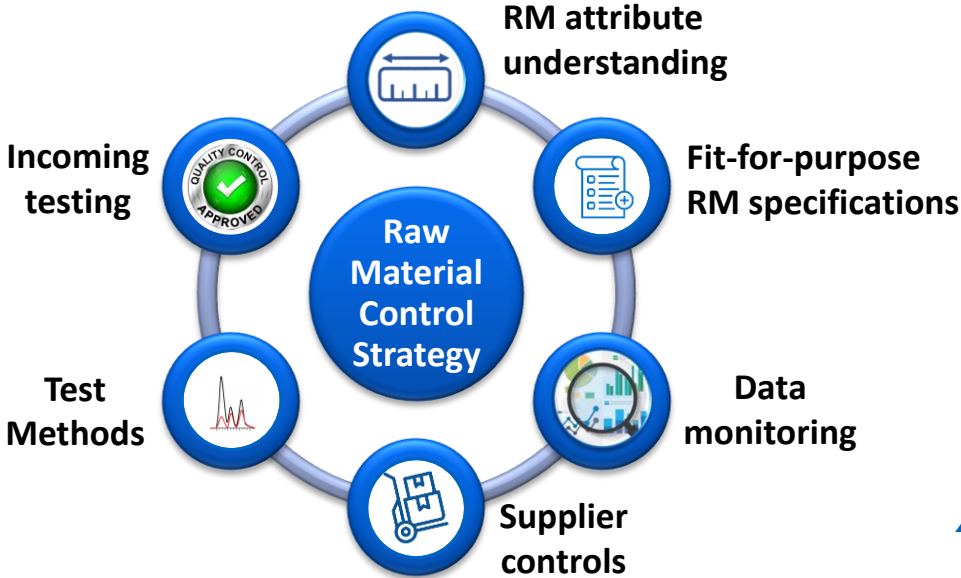 RM attribute
understanding
Incoming
testing
QUALITY CONTROL
APPROVED
Fit-for-purpose
RM specifications
Raw
Material
Control
Strategy
Test
Methods
Data
monitoring
Supplier
controls